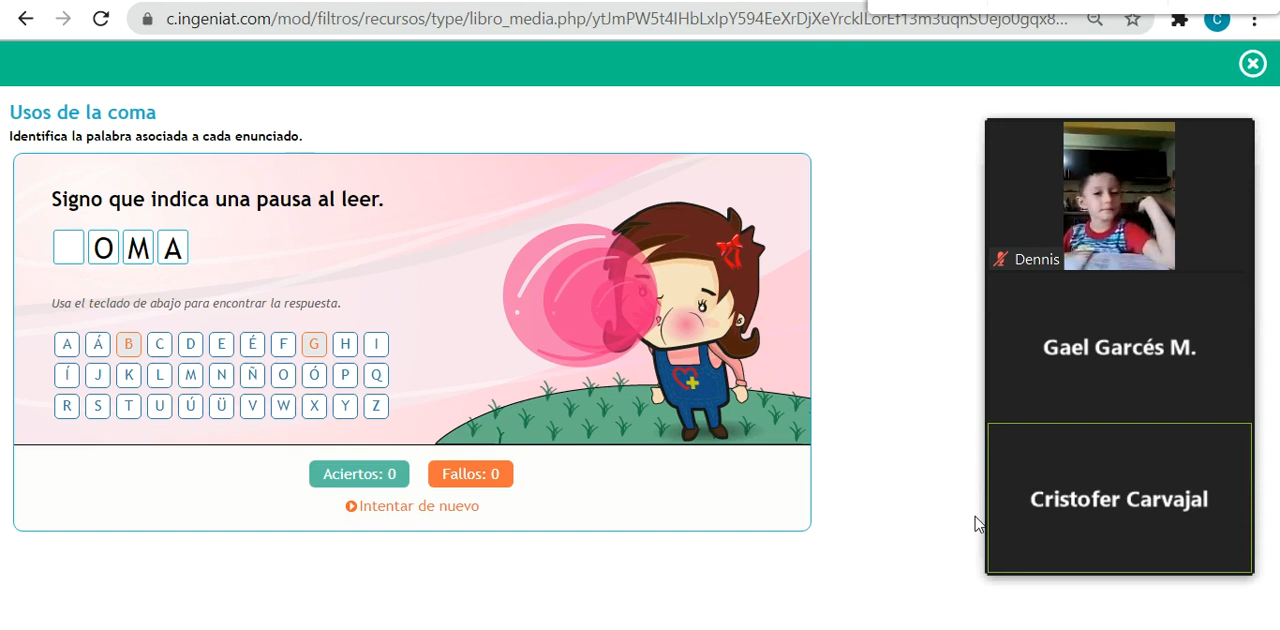 c.ingeniat.com/mod/filtros/recursos/type/libro_media.php/
C
Usos de la coma
Identifica la palabra asociada a cada enunciado.
Signo que indica una pausa al leer.
O M A
Usa el teclado de abajo para encontrar la respuesta.
A Á B C D E É F G H I
Í J K L M N Ñ O Ó P Q
R S T U Ú Ü V W X Y Z
Aciertos: 0 Fallos: 0
Intentar de nuevo
Dennis
Gael Garcés M.
Cristofer Carvajal